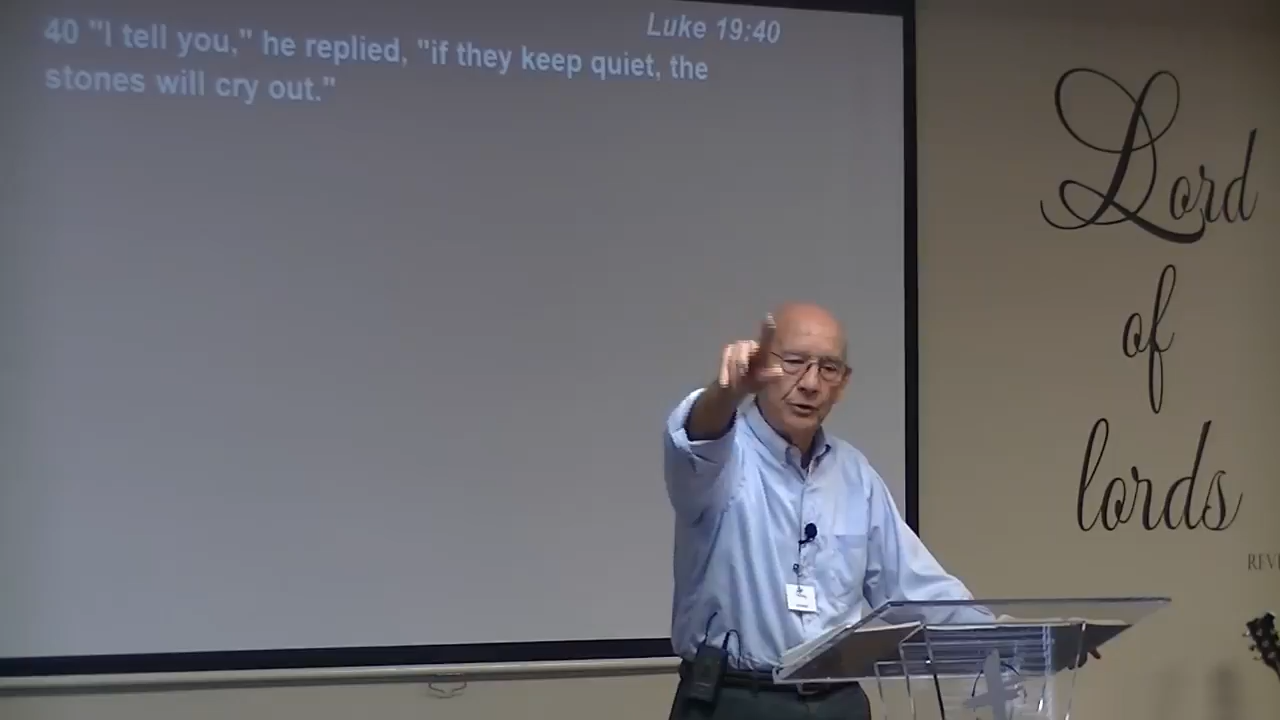 Luke 19:40
40 "I tell you," he replied, "if they keep quiet, the
stones will cry out."
Lord
of
lords
REVE